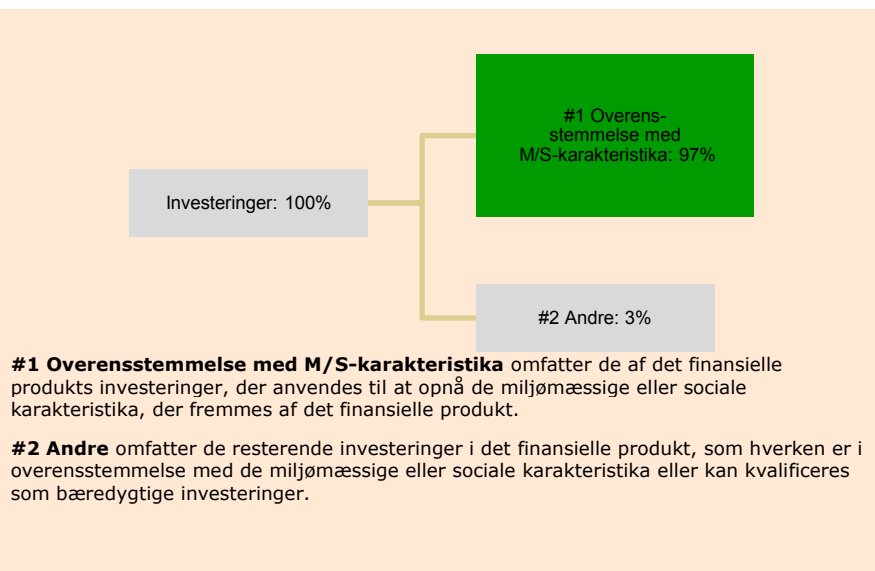 #1 Overens-
stemmelse med
M/S-karakteristika: 97%
Investeringer: 100%
#2 Andre: 3%
#1 Overensstemmelse med M/S-karakteristika omfatter de af det finansielle
produkts investeringer, der anvendes til at opnå de miljømæssige eller sociale
karakteristika, der fremmes af det finansielle produkt.
#2 Andre omfatter de resterende investeringer i det finansielle produkt, som hverken er i
overensstemmelse med de miljømæssige eller sociale karakteristika eller kan kvalificeres
som bæredygtige investeringer.